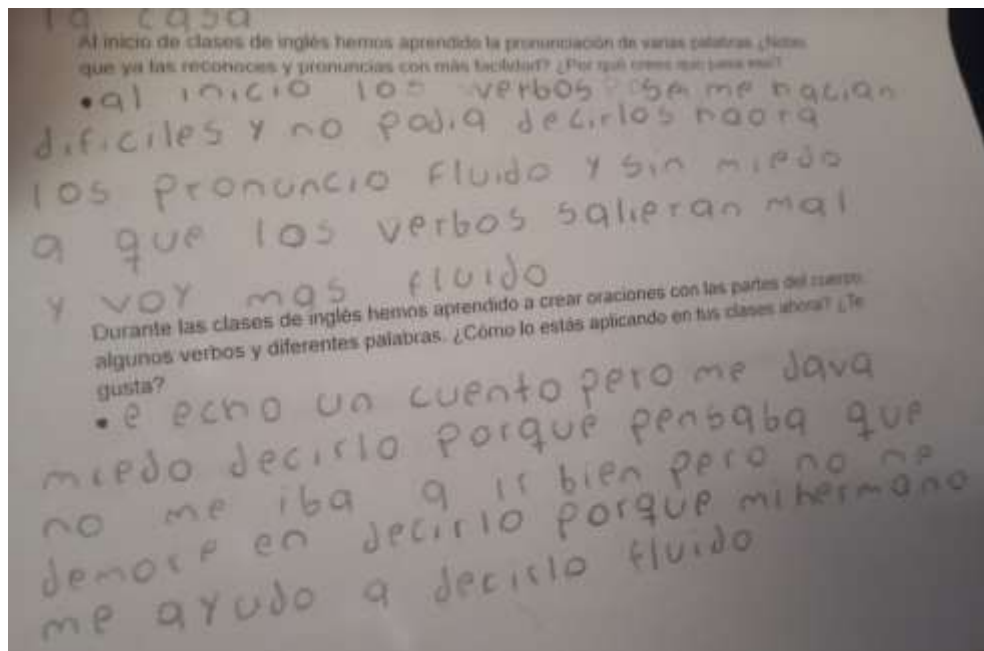 la casa
Al inicio de clases de inglés hemos aprendido la pronunciación de varias palabras ¿Notas
que ya las reconoces y pronuncias con más facilidad? ¿Por qué crees que pasa eso?
•al inicio los verbos se me hacian
dificiles y no podia decirlos haora
los pronuncio fluido y sin miedo
a que los verbos salieran mal
y voy mas fluido
Durante las clases de inglés hemos aprendido a crear oraciones con las partes del cuerpo,
algunos verbos y diferentes palabras. ¿Cómo lo estás aplicando en tus clases ahora? ¿Te
gusta?
•e echo un cuento pero me dava
miedo decirlo porque pensaba que
no me iba a ir bien pero no me
demore en decirlo porque mi hermano
me ayudo a decirlo fluido